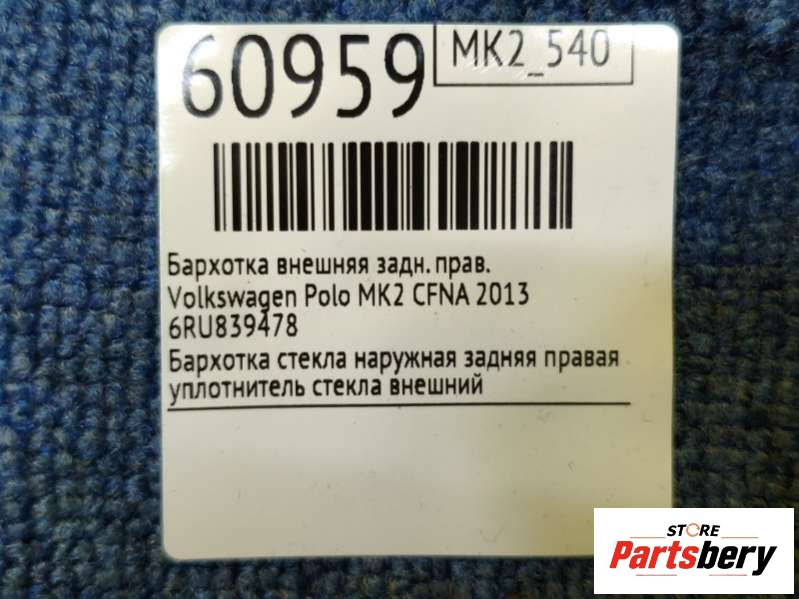 60959
MK2_540
Бархотка внешняя задн. прав.
Volkswagen Polo MK2 CFNA 2013
6RU839478
Бархотка стекла наружная задняя правая
уплотнитель стекла внешний
STORE
Partsbery